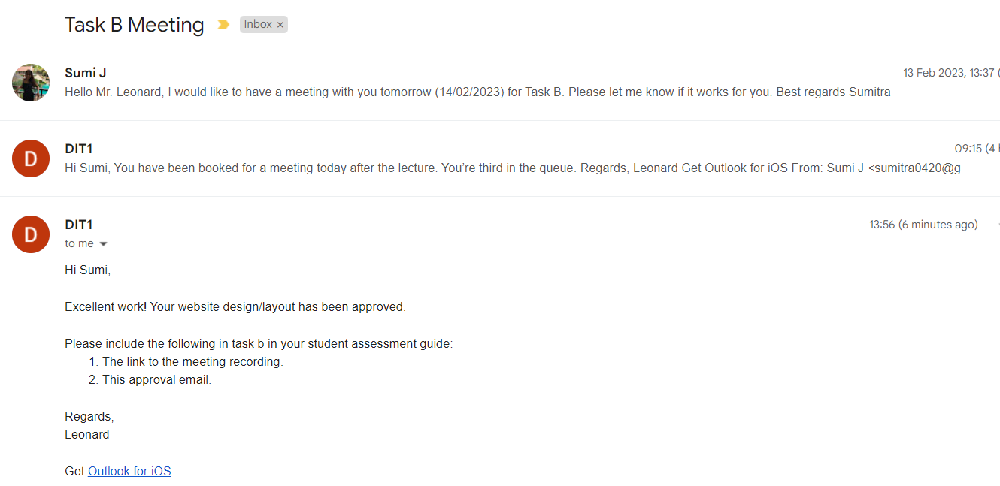 Task B Meeting Inbox ×
Sumi J 13 Feb 2023, 13:37 (
Hello Mr. Leonard, I would like to have a meeting with you tomorrow (14/02/2023) for Task B. Please let me know if it works for you. Best regards Sumitra
D
DIT1 09:15 (4
Hi Sumi, You have been booked for a meeting today after the lecture. You’re third in the queue. Regards, Leonard Get Outlook for iOS From: Sumi J <sumitra0420@g
D
DIT1 13:56 (6 minutes ago)
to me
Hi Sumi,
Excellent work! Your website design/layout has been approved.
Please include the following in task b in your student assessment guide:
1. The link to the meeting recording.
2. This approval email.
Regards,
Leonard
Get Outlook for iOS